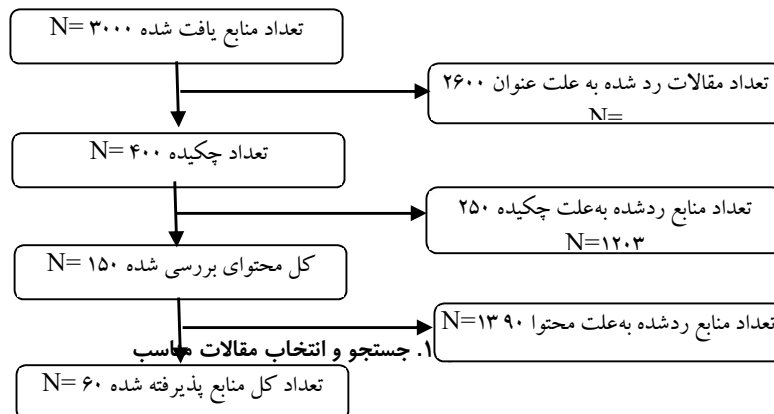 تعداد منابع یافت شده ۳۰۰۰ =N
تعداد مقالات رد شده به علت عنوان ۲۶۰۰
N=
تعداد چکیده ۴۰۰ =N
تعداد منابع ردشده به‌علت چکیده ۲۵۰
N=۱۲۰۳
کل محتوای بررسی شده ۱۵۰ =N
تعداد منابع ردشده به‌علت محتوا ۹۰ N=۱۳
۱. جستجو و انتخاب مقالات مناسب
تعداد کل منابع پذیرفته شده ۶۰ =N